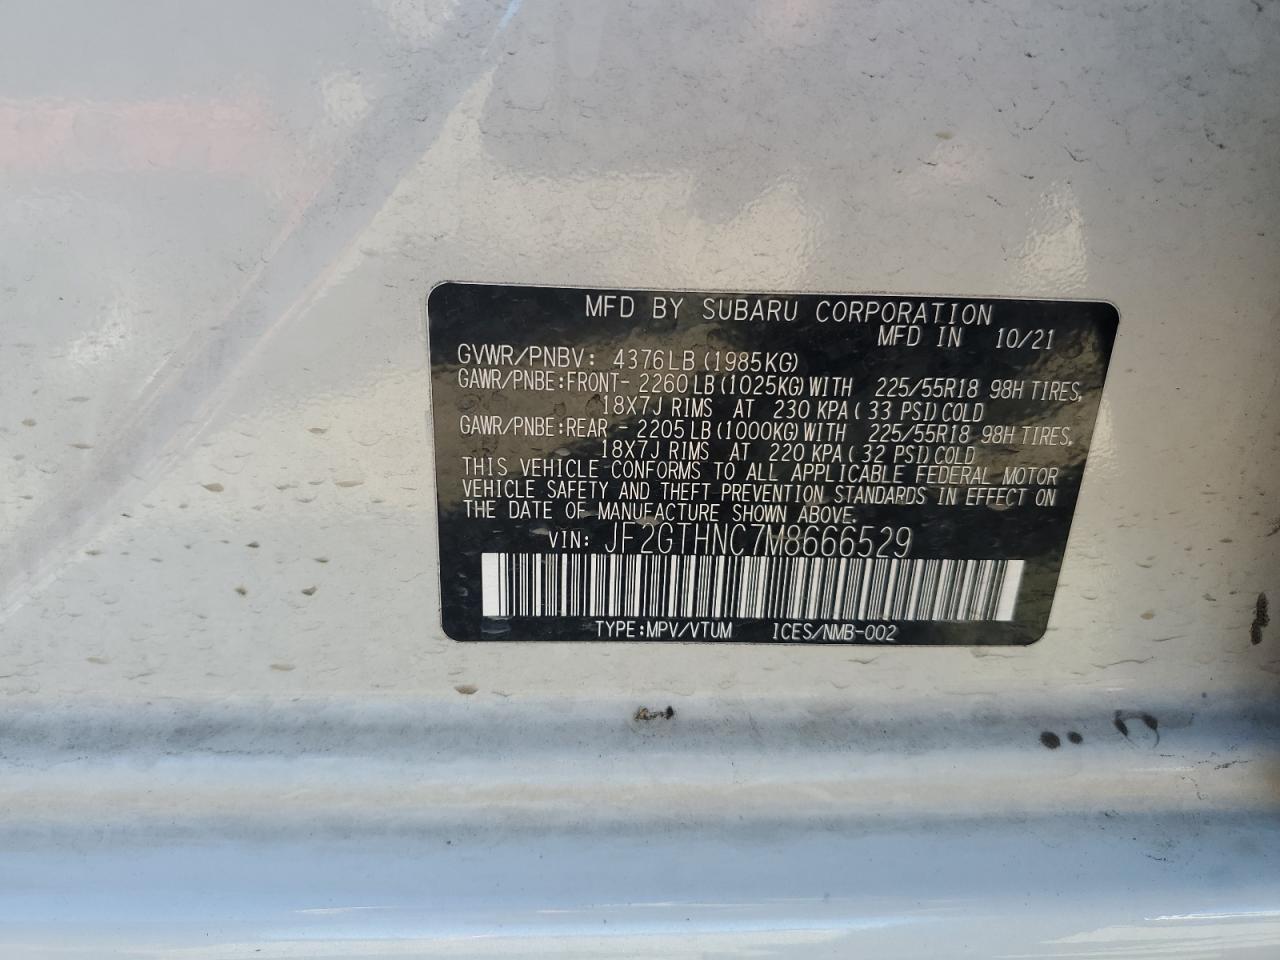 MFD BY SUBARU CORPORATION
MFD IN 10/21
GVWR/PNBV: 4376LB (1985KG)
GAWR/PNBE:FRONT- 2260 LB (1025KG) WITH 225/55R18 98H TIRES,
18X7J RIMS AT 230 KPA ( 33 PSI) COLD
GAWR/PNBE:REAR - 2205 LB (1000KG) WITH 225/55R18 98H TIRES,
18X7J RIMS AT 220 KPA ( 32 PSI) COLD
THIS VEHICLE CONFORMS TO ALL APPLICABLE FEDERAL MOTOR
VEHICLE SAFETY AND THEFT PREVENTION STANDARDS IN EFFECT ON
THE DATE OF MANUFACTURE SHOWN ABOVE.
VIN: JF2GTHNC7M8666529
TYPE:MPV/VTUM ICES/NMB-002